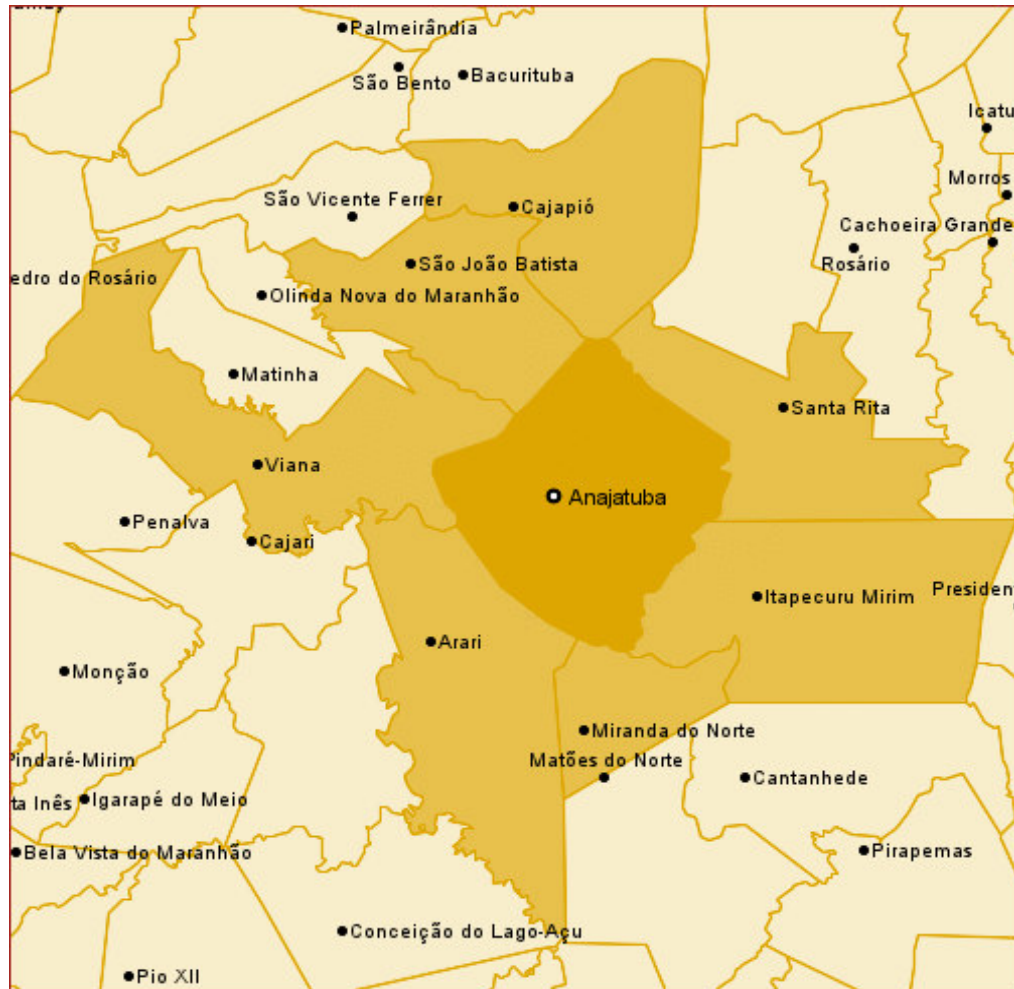 Palmeirândia
São Bento
Bacurituba
Icatu
Morros
São Vicente Ferrer
Cajapió
Cachoeira Grande
Rosário
São João Batista
edro do Rosário
Olinda Nova do Maranhão
Matinha
Santa Rita
Viana
Anajatuba
Penalva
Cajari
Itapecuru Mirim
Presiden
Arari
Monção
Miranda do Norte
Pindaré-Mirim
Matões do Norte
Cantanhede
ta Inês
Igarapé do Meio
Bela Vista do Maranhão
Pirapemas
Conceição do Lago-Açu
Pio XII